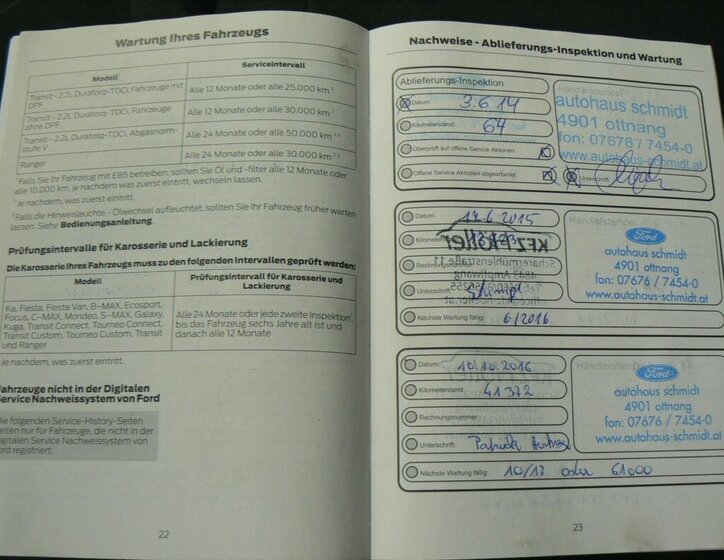 Wartung Ihres Fahrzeugs
Modell¹
Serviceintervall
Transit - 2.2L Duratorq-TDCi, Fahrzeuge mit
DPF
Alle 12 Monate oder alle 25.000 km
Transit - 2.2L Duratorq-TDCi, Fahrzeuge
ohne DPF
Alle 12 Monate oder alle 30.000 km
Transit - 2.2L Duratorq-TDCi, Abgasnorm-
stufe V
Alle 24 Monate oder alle 50.000 km
Ranger
Alle 24 Monate oder alle 30.000 km
Falls Sie Ihr Fahrzeug mit E85 betreiben, sollten Sie Öl und -filter alle 12 Monate oder
alle 10.000 km, je nachdem was zuerst eintritt, wechseln lassen.
Je nachdem, was zuerst eintritt.
Falls die Hinweisleuchte - Ölwechsel aufleuchtet, sollten Sie Ihr Fahrzeug früher warten
lassen. Siehe Bedienungsanleitung.
Prüfungsintervalle für Karosserie und Lackierung
Die Karosserie Ihres Fahrzeugs muss zu den folgenden Intervallen geprüft werden:
Modell
Prüfungsintervall für Karosserie und
Lackierung
Ka, Fiesta, Fiesta Van, B-MAX, Ecosport,
Focus, C-MAX, Mondeo, S-MAX, Galaxy,
Kuga, Transit Connect, Tourneo Connect,
Transit Custom, Tourneo Custom, Transit
und Ranger
Alle 24 Monate oder jede zweite Inspektion,
bis das Fahrzeug sechs Jahre alt ist und
danach alle 12 Monate
Je nachdem, was zuerst eintritt.
Fahrzeuge nicht in der Digitalen
Service Nachweissystem von Ford
Die folgenden Service-History-Seiten
gelten nur für Fahrzeuge, die nicht in der
Digitalen Service Nachweissystem von
Ford registriert.
22
Nachweise - Ablieferungs-Inspektion und Wartung
Ablieferungs-Inspektion
Händlerstempel
Datum: 3.6.14
Kilometerstand: 64
Überprüft auf offene Service Aktionen:
Offene Service Aktionen abgearbeitet:
Unterschrift:
autohaus schmidt
4901 ottnang
fon: 07676 / 7454-0
www.autohaus-schmidt.at
Datum: 17.6.2015
Kilometerstand:
Rechnungsnummer:
Unterschrift:
Nächste Wartung fällig: 6/2016
Händlerstempel
Ford
autohaus schmidt
4901 ottnang
fon: 07676 / 7454-0
www.autohaus-schmidt.at
Datum: 10/10.2016
Kilometerstand: 41372
Rechnungsnummer:
Unterschrift: Patrick
Nächste Wartung fällig: 10/17 oder 61000
Händlerstempel
Ford
autohaus schmidt
4901 ottnang
fon: 07676 / 7454-0
autohaus-schmidt.at
23